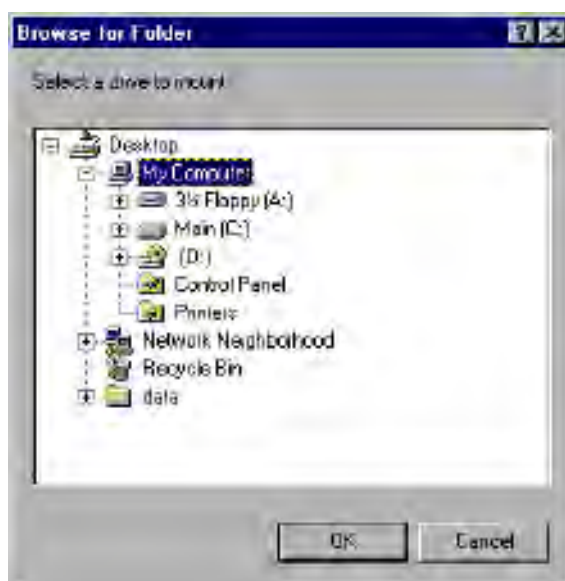 Browse for Folder
Select a drive to mount
Desktop
My Computer
3½ Floppy (A:)
Main (C:)
(D:)
Control Panel
Printers
Network Neighborhood
Recycle Bin
data
OK
Cancel